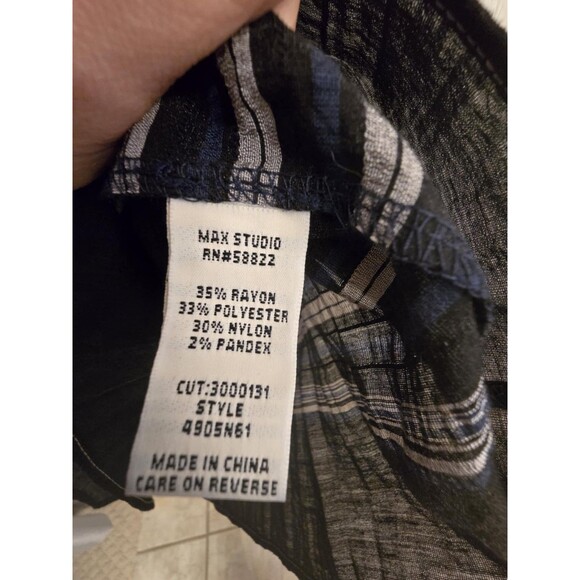 MAX STUDIO
RN#58822
35% RAYON
33% POLYESTER
30% NYLON
2% PANDEX
CUT:3000131
STYLE
4905N61
MADE IN CHINA
CARE ON REVERSE